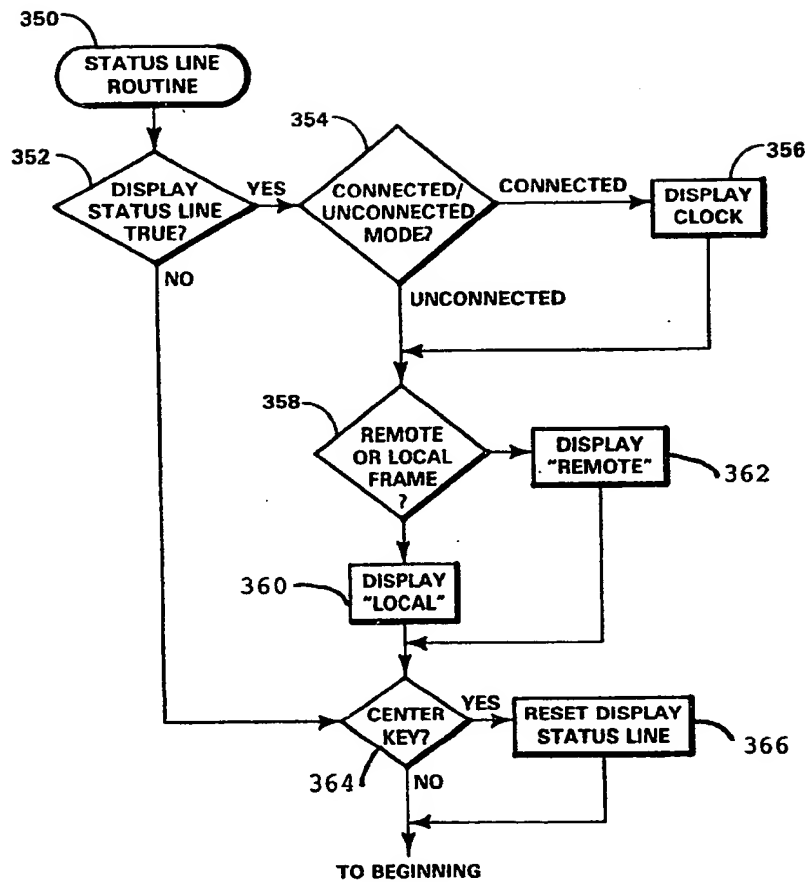 350
STATUS LINE
ROUTINE
352
DISPLAY
STATUS LINE
TRUE?
YES
NO
354
CONNECTED/
UNCONNECTED
MODE?
CONNECTED
UNCONNECTED
356
DISPLAY
CLOCK
358
REMOTE
OR LOCAL
FRAME
?
DISPLAY
"REMOTE"
362
360
DISPLAY
"LOCAL"
CENTER
KEY?
364
YES
NO
RESET DISPLAY
STATUS LINE
366
TO BEGINNING